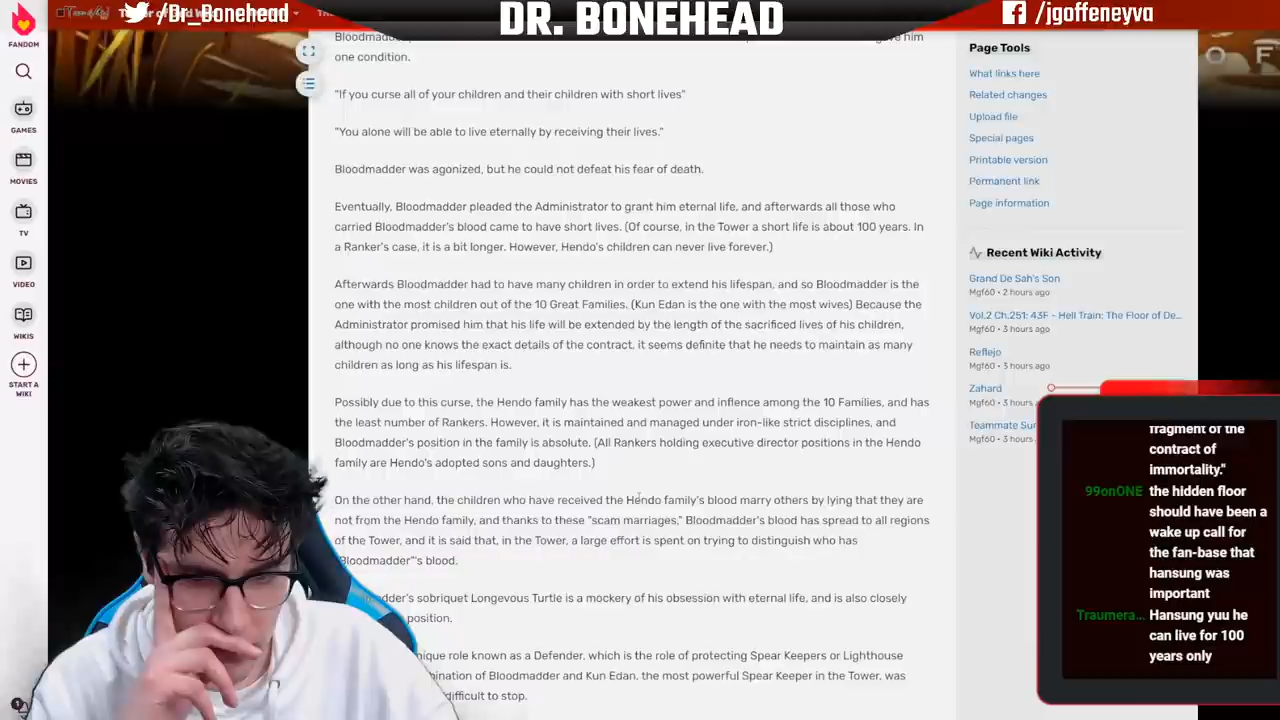 FANDOM
GAMES
MOVIES
TV
VIDEO
WIKIS
START A
WIKI
/Dr_Bonehead
DR. BONEHEAD
/jgoffeneyva
one condition.
"If you curse all of your children and their children with short lives"
"You alone will be able to live eternally by receiving their lives."
Bloodmadder was agonized, but he could not defeat his fear of death.
Eventually, Bloodmadder pleaded the Administrator to grant him eternal life, and afterwards all those who
carried Bloodmadder's blood came to have short lives. (Of course, in the Tower a short life is about 100 years. In
a Ranker's case, it is a bit longer. However, Hendo's children can never live forever.)
Afterwards Bloodmadder had to have many children in order to extend his lifespan, and so Bloodmadder is the
one with the most children out of the 10 Great Families. (Kun Edan is the one with the most wives) Because the
Administrator promised him that his life will be extended by the length of the sacrificed lives of his children,
although no one knows the exact details of the contract, it seems definite that he needs to maintain as many
children as long as his lifespan is.
Possibly due to this curse, the Hendo family has the weakest power and inflence among the 10 Families, and has
the least number of Rankers. However, it is maintained and managed under iron-like strict disciplines, and
Bloodmadder's position in the family is absolute. (All Rankers holding executive director positions in the Hendo
family are Hendo's adopted sons and daughters.)
On the other hand, the children who have received the Hendo family's blood marry others by lying that they are
not from the Hendo family, and thanks to these "scam marriages," Bloodmadder's blood has spread to all regions
of the Tower, and it is said that, in the Tower, a large effort is spent on trying to distinguish who has
"Bloodmadder"'s blood.
sobriquet Longevous Turtle is a mockery of his obsession with eternal life, and is also closely
position.
role known as a Defender, which is the role of protecting Spear Keepers or Lighthouse
of Bloodmadder and Kun Edan, the most powerful Spear Keeper in the Tower, was
difficult to stop.
Page Tools
What links here
Related changes
Upload file
Special pages
Printable version
Permanent link
Page information
Recent Wiki Activity
Grand De Sah's Son
Mgf60 • 2 hours ago
Vol.2 Ch.251: 43F - Hell Train: The Floor of De...
Mgf60 • 3 hours ago
Reflejo
Mgf60 • 3 hours ago
Zahard
Mgf60 • 3 hours
Teammate
Mgf60 • 3 hours
fragment of the
contract of
immortality."
99onONE the hidden floor
should have been a
wake up call for
the fan-base that
hansung was
important
Traumera... Hansung yuu he
can live for 100
years only